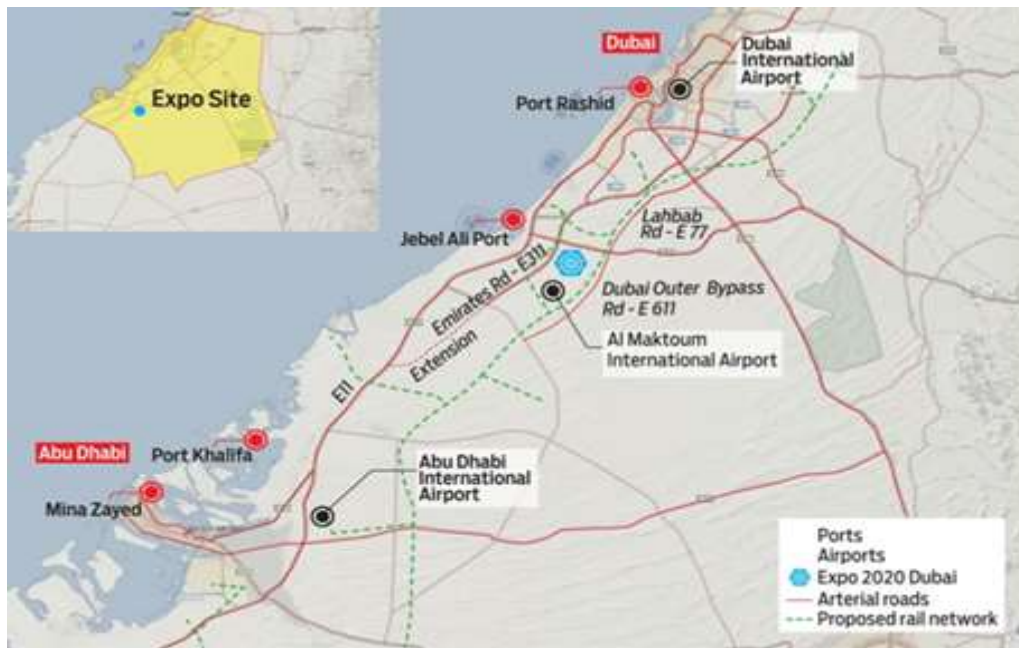 Expo Site
Dubai
Dubai
International
Airport
Port Rashid
Jebel Ali Port
Lahbab
Rd - E 77
Emirates Rd - E311
Extension
Dubai Outer Bypass
Rd - E 611
Al Maktoum
International Airport
E11
Abu Dhabi
Port Khalifa
Mina Zayed
Abu Dhabi
International
Airport
Ports
Airports
Expo 2020 Dubai
Arterial roads
Proposed rail network